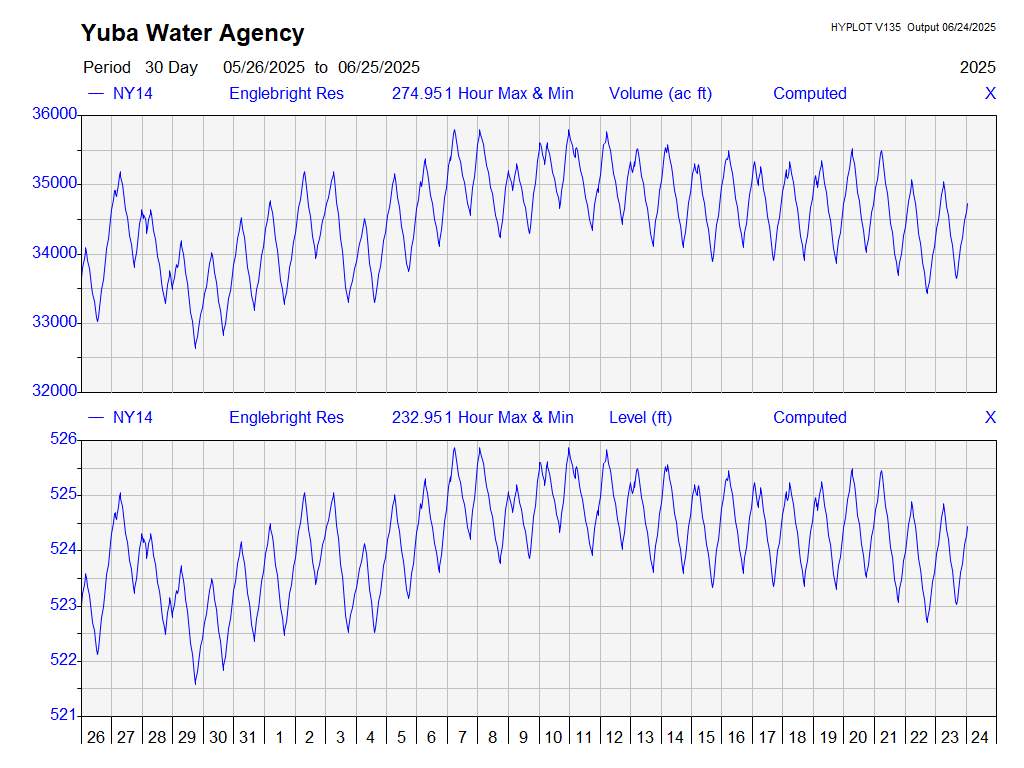 Yuba Water Agency
HYPLOT V135 Output 06/24/2025
Period 30 Day 05/26/2025 to 06/25/2025
2025
NY14 Englebright Res 274.951 Hour Max & Min Volume (ac ft) Computed X
36000
35000
34000
33000
32000
NY14 Englebright Res 232.951 Hour Max & Min Level (ft) Computed X
526
525
524
523
522
521
26 27 28 29 30 31 1 2 3 4 5 6 7 8 9 10 11 12 13 14 15 16 17 18 19 20 21 22 23 24